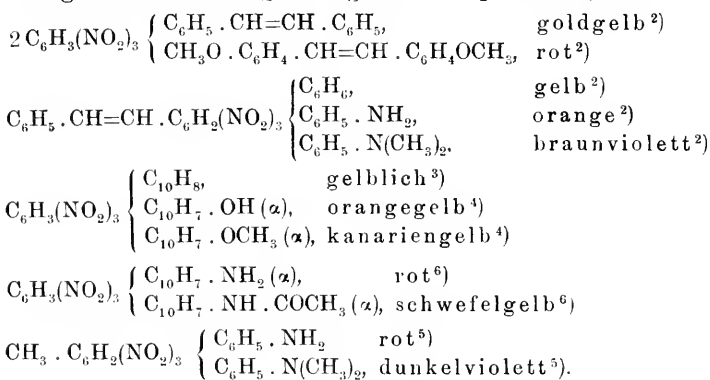 2 C₆H₃(NO₂)₃ { C₆H₅ . CH=CH . C₆H₅, goldgelb ²)
CH₃O . C₆H₄ . CH=CH . C₆H₄OCH₃, rot ²)
C₆H₅ . CH=CH . C₆H₂(NO₂)₃ { C₆H₆, gelb ²)
C₆H₅ . NH₂, orange ²)
C₆H₅ . N(CH₃)₂. braunviolett ²)
C₆H₃(NO₂)₃ { C₁₀H₈, gelblich ³)
C₁₀H₇ . OH (α), orangegelb ⁴)
C₁₀H₇ . OCH₃ (α), kanariengelb ⁴)
C₆H₃(NO₂)₃ { C₁₀H₇ . NH₂ (α), rot ⁶)
C₁₀H₇ . NH . COCH₃ (α), schwefelgelb ⁶)
CH₃ . C₆H₂(NO₂)₃ { C₆H₅ . NH₂ rot ⁵)
C₆H₅ . N(CH₃)₂, dunkelviolett ⁵).